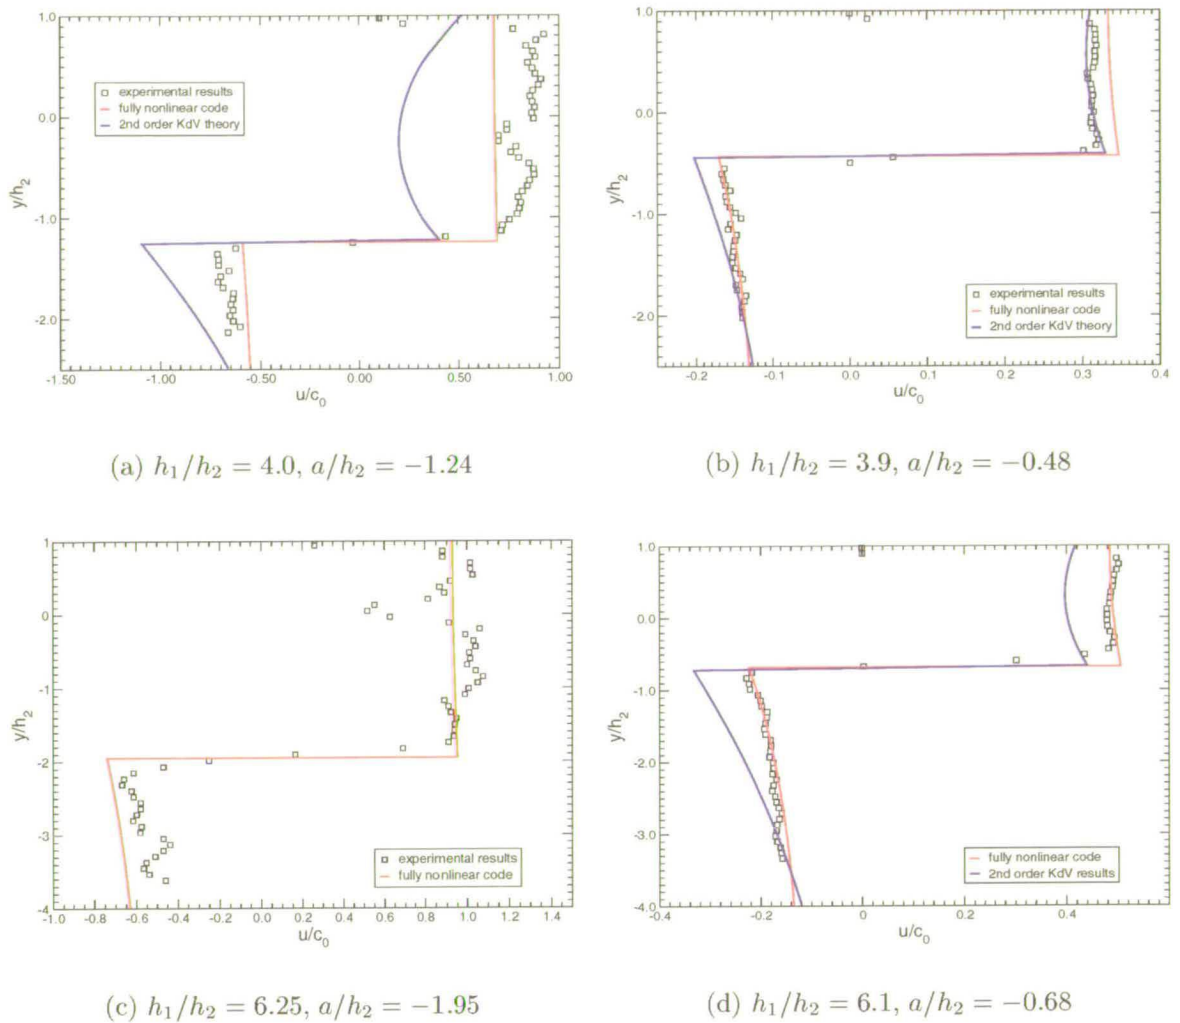 1.0
0.0
-1.0
-2.0
y/h2
experimental results
fully nonlinear code
2nd order KdV theory
-1.50
-1.00
-0.50
0.00
0.50
1.00
u/c0
(a) h1/h2 = 4.0, a/h2 = −1.24
1.0
0.0
-1.0
-2.0
y/h2
experimental results
fully nonlinear code
2nd order KdV theory
-0.2
-0.1
0.0
0.1
0.2
0.3
0.4
u/c0
(b) h1/h2 = 3.9, a/h2 = −0.48
1
0
-1
-2
-3
-4
y/h2
experimental results
fully nonlinear code
-1.0
-0.8
-0.6
-0.4
-0.2
0.0
0.2
0.4
0.6
0.8
1.0
1.2
1.4
u/c0
(c) h1/h2 = 6.25, a/h2 = −1.95
1.0
0.0
-1.0
-2.0
-3.0
-4.0
y/h2
fully nonlinear code
2nd order KdV results
-0.4
-0.2
0
0.2
0.4
u/c0
(d) h1/h2 = 6.1, a/h2 = −0.68